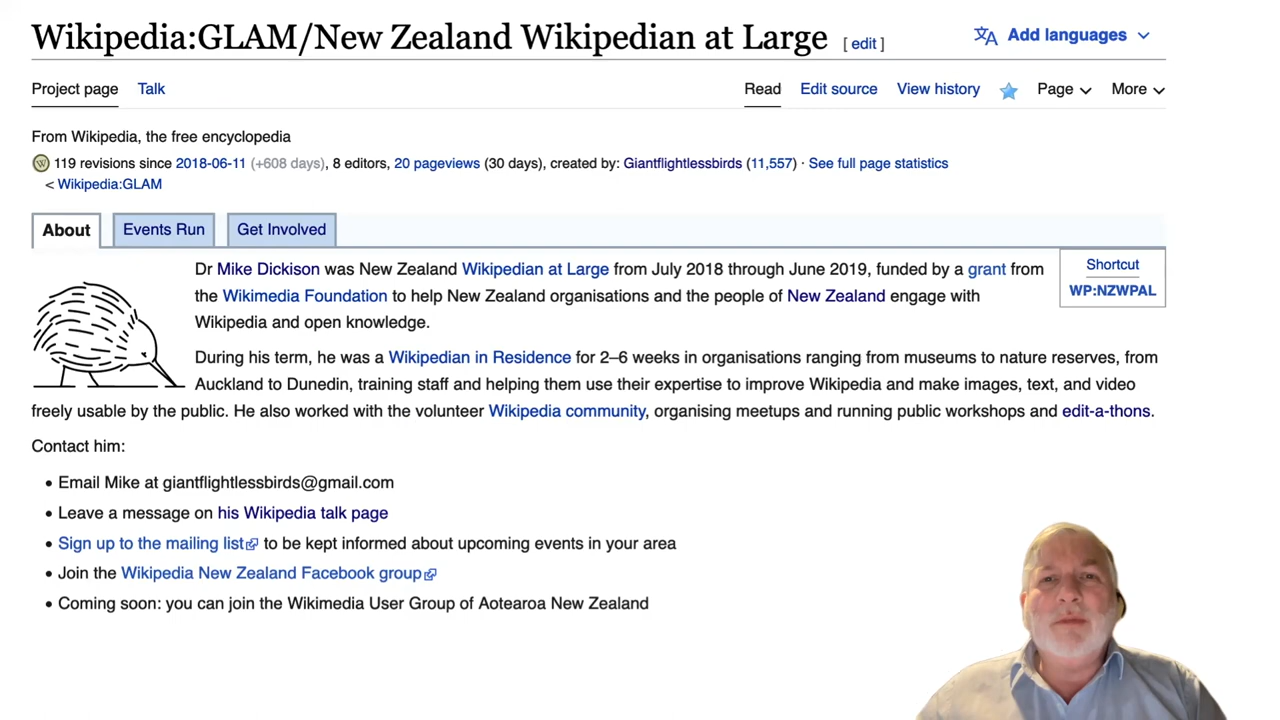 Wikipedia:GLAM/New Zealand Wikipedian at Large [ edit ]
Add languages
Project page Talk
Read Edit source View history Page More
From Wikipedia, the free encyclopedia
119 revisions since 2018-06-11 (+608 days), 8 editors, 20 pageviews (30 days), created by: Giantflightlessbirds (11,557) · See full page statistics
< Wikipedia:GLAM
About Events Run Get Involved
Dr Mike Dickison was New Zealand Wikipedian at Large from July 2018 through June 2019, funded by a grant from
the Wikimedia Foundation to help New Zealand organisations and the people of New Zealand engage with
Wikipedia and open knowledge.
Shortcut
WP:NZWPAL
During his term, he was a Wikipedian in Residence for 2–6 weeks in organisations ranging from museums to nature reserves, from
Auckland to Dunedin, training staff and helping them use their expertise to improve Wikipedia and make images, text, and video
freely usable by the public. He also worked with the volunteer Wikipedia community, organising meetups and running public workshops and edit-a-thons.
Contact him:
• Email Mike at giantflightlessbirds@gmail.com
• Leave a message on his Wikipedia talk page
• Sign up to the mailing list to be kept informed about upcoming events in your area
• Join the Wikipedia New Zealand Facebook group
• Coming soon: you can join the Wikimedia User Group of Aotearoa New Zealand